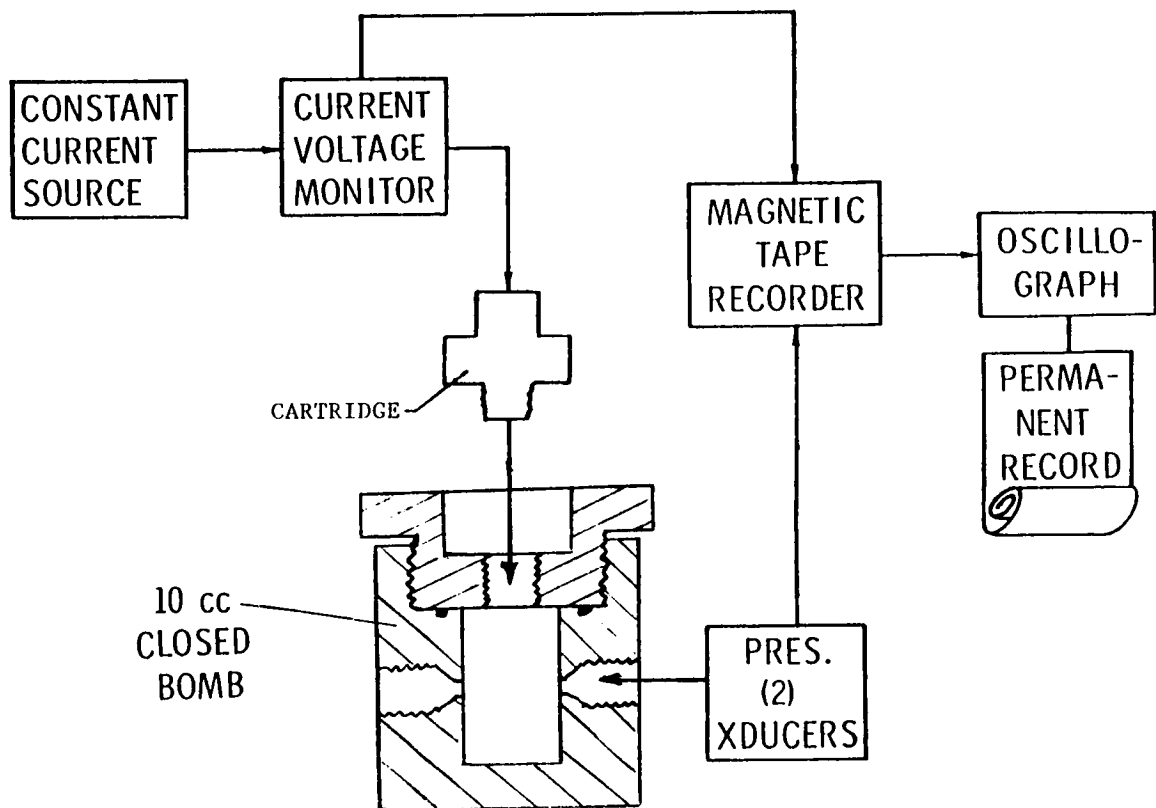 CONSTANT
CURRENT
SOURCE
CURRENT
VOLTAGE
MONITOR
MAGNETIC
TAPE
RECORDER
OSCILLO-
GRAPH
PERMA-
NENT
RECORD
CARTRIDGE
10 CC
CLOSED
BOMB
PRES.
(2)
XDUCERS